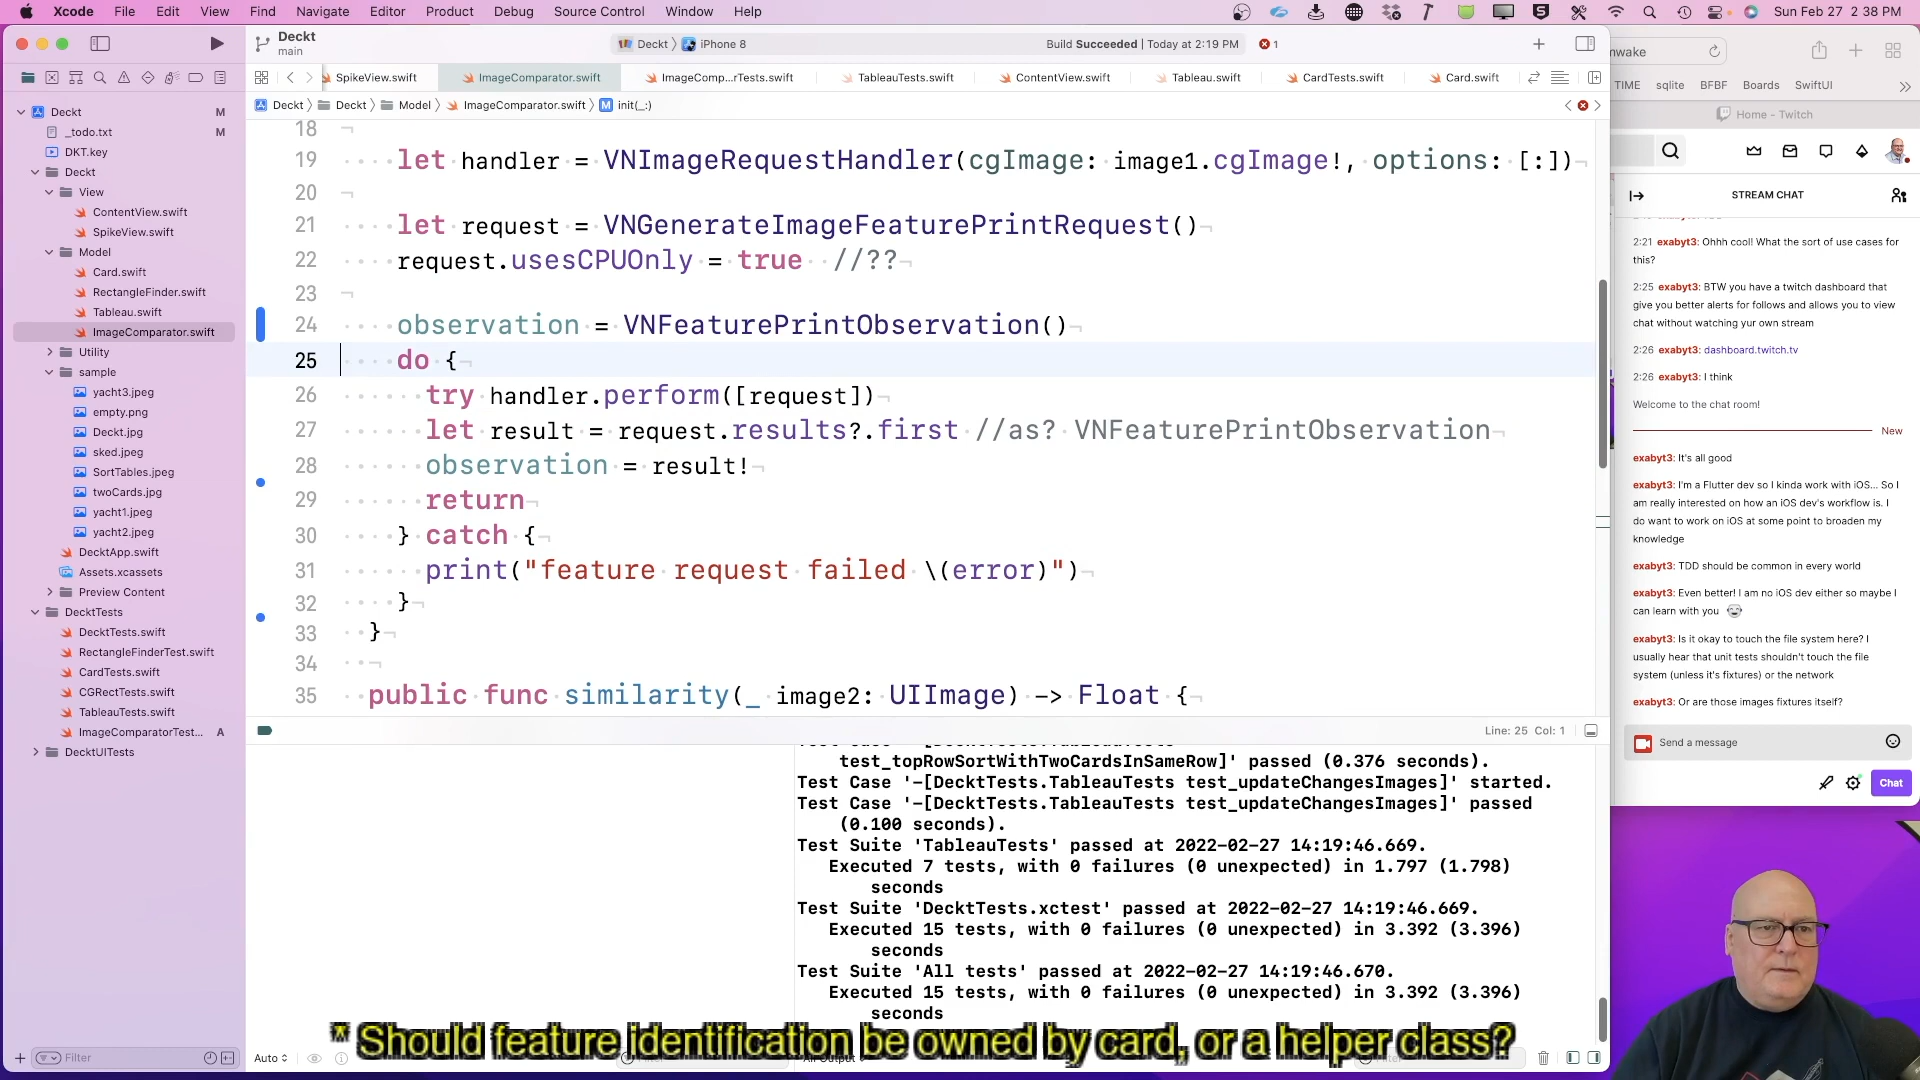 Xcode File Edit View Find Navigate Editor Product Debug Source Control Window Help Sun Feb 27 2:38 PM
Deckt
main
Deckt iPhone 8
Build Succeeded | Today at 2:19 PM 1
SpikeView.swift ImageComparator.swift ImageComp...rTests.swift TableauTests.swift ContentView.swift Tableau.swift CardTests.swift Card.swift
Deckt Deckt Model ImageComparator.swift M init(_:)
Deckt M
_todo.txt M
DKT.key
Deckt
View
ContentView.swift
SpikeView.swift
Model
Card.swift
RectangleFinder.swift
Tableau.swift
ImageComparator.swift
Utility
sample
yacht3.jpeg
empty.png
Deckt.jpg
sked.jpeg
SortTables.jpeg
twoCards.jpg
yacht1.jpeg
yacht2.jpeg
DecktApp.swift
Assets.xcassets
Preview Content
DecktTests
DecktTests.swift
RectangleFinderTest.swift
CardTests.swift
CGRectTests.swift
TableauTests.swift
ImageComparatorTest... A
DecktUITests
Filter
18
19 let handler = VNImageRequestHandler(cgImage: image1.cgImage!, options: [:])
20
21 let request = VNGenerateImageFeaturePrintRequest()
22 request.usesCPUOnly = true //??
23
24 observation = VNFeaturePrintObservation()
25 do {
26 try handler.perform([request])
27 let result = request.results?.first //as? VNFeaturePrintObservation
28 observation = result!
29 return
30 } catch {
31 print("feature request failed \(error)")
32 }
33 }
34
35 public func similarity(_ image2: UIImage) -> Float {
Line: 25 Col: 1
test_topRowSortWithTwoCardsInSameRow]' passed (0.376 seconds).
Test Case '-[DecktTests.TableauTests test_updateChangesImages]' started.
Test Case '-[DecktTests.TableauTests test_updateChangesImages]' passed
(0.100 seconds).
Test Suite 'TableauTests' passed at 2022-02-27 14:19:46.669.
Executed 7 tests, with 0 failures (0 unexpected) in 1.797 (1.798)
seconds
Test Suite 'DecktTests.xctest' passed at 2022-02-27 14:19:46.669.
Executed 15 tests, with 0 failures (0 unexpected) in 3.392 (3.396)
seconds
Test Suite 'All tests' passed at 2022-02-27 14:19:46.670.
Executed 15 tests, with 0 failures (0 unexpected) in 3.392 (3.396)
seconds
* Should feature identification be owned by card, or a helper class?
Auto
nwake
TIME sqlite BFBF Boards SwiftUI
Home - Twitch
STREAM CHAT
2:21 exabyt3: Ohhh cool! What the sort of use cases for
this?
2:25 exabyt3: BTW you have a twitch dashboard that
give you better alerts for follows and allows you to view
chat without watching yur own stream
2:26 exabyt3: dashboard.twitch.tv
2:26 exabyt3: I think
Welcome to the chat room!
New
exabyt3: It's all good
exabyt3: I'm a Flutter dev so I kinda work with iOS... So I
am really interested on how an iOS dev's workflow is. I
do want to work on iOS at some point to broaden my
knowledge
exabyt3: TDD should be common in every world
exabyt3: Even better! I am no iOS dev either so maybe I
can learn with you
exabyt3: Is it okay to touch the file system here? I
usually hear that unit tests shouldn't touch the file
system (unless it's fixtures) or the network
exabyt3: Or are those images fixtures itself?
Send a message
Chat